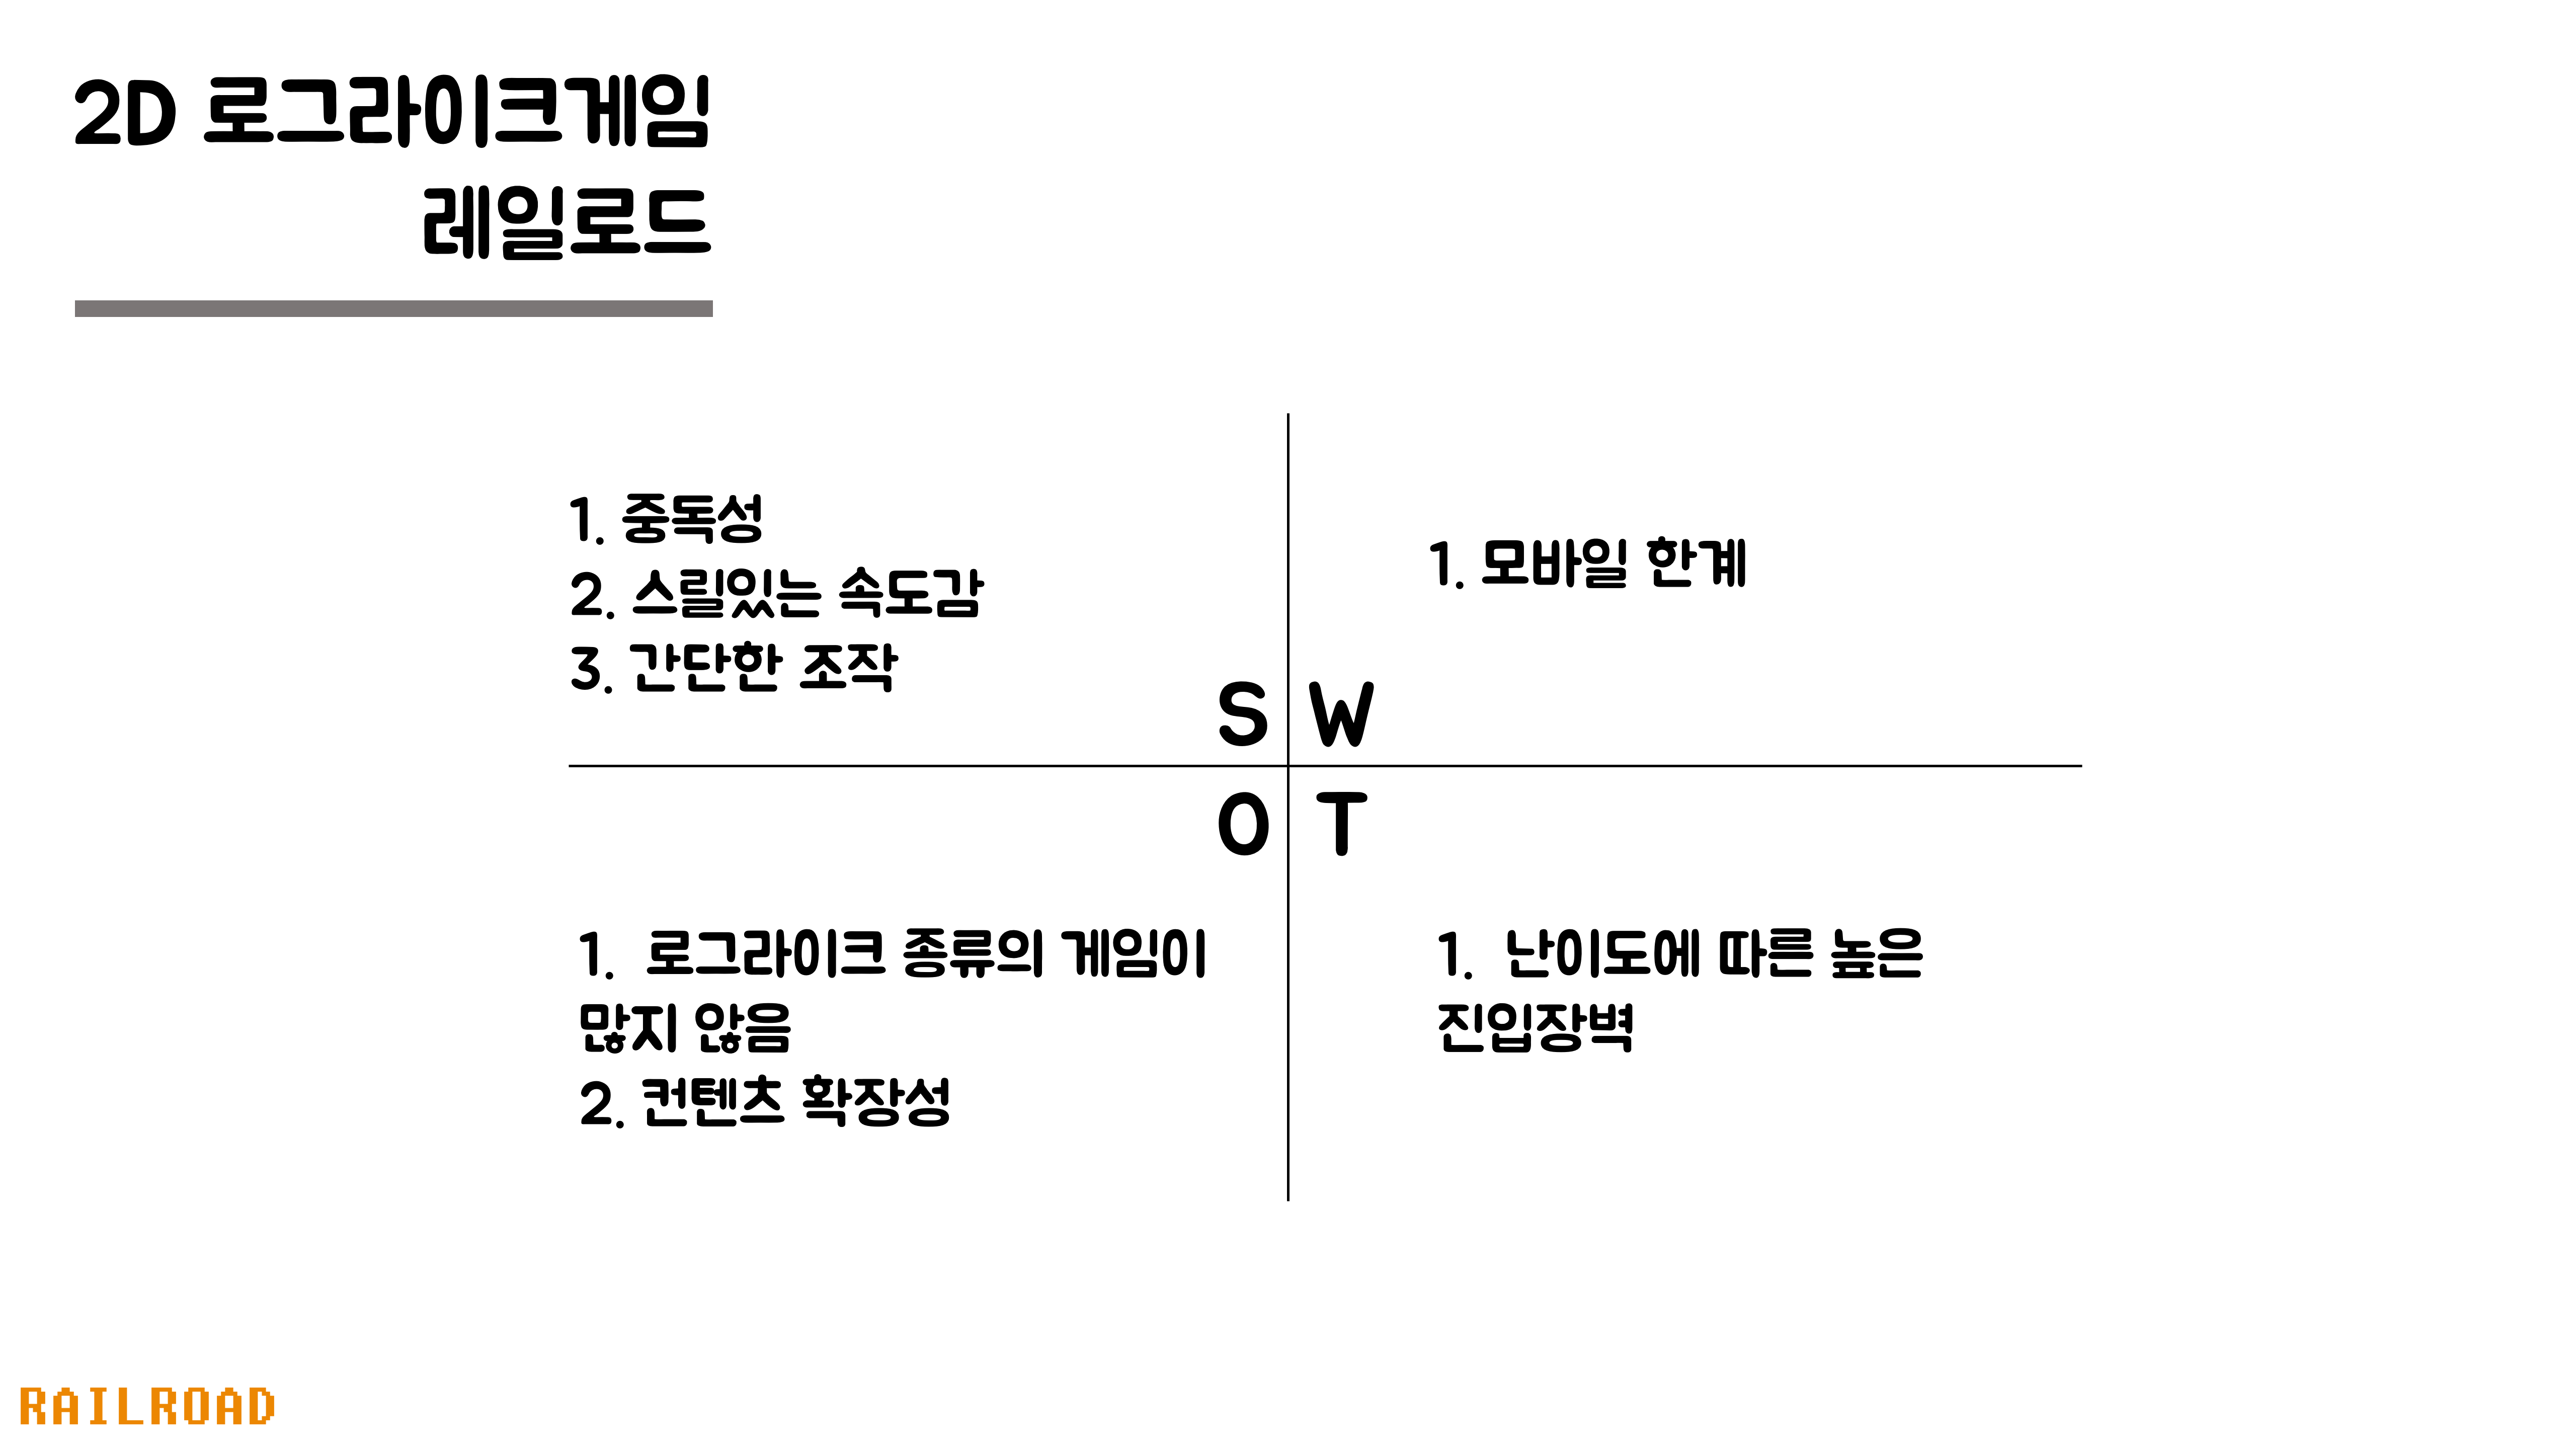 2D 로그라이크게임
레일로드
1. 중독성
2. 스릴있는 속도감
3. 간단한 조작
1. 모바일 한계
S
W
O
T
1. 로그라이크 종류의 게임이
많지 않음
2. 컨텐츠 확장성
1. 난이도에 따른 높은
진입장벽
RAILROAD